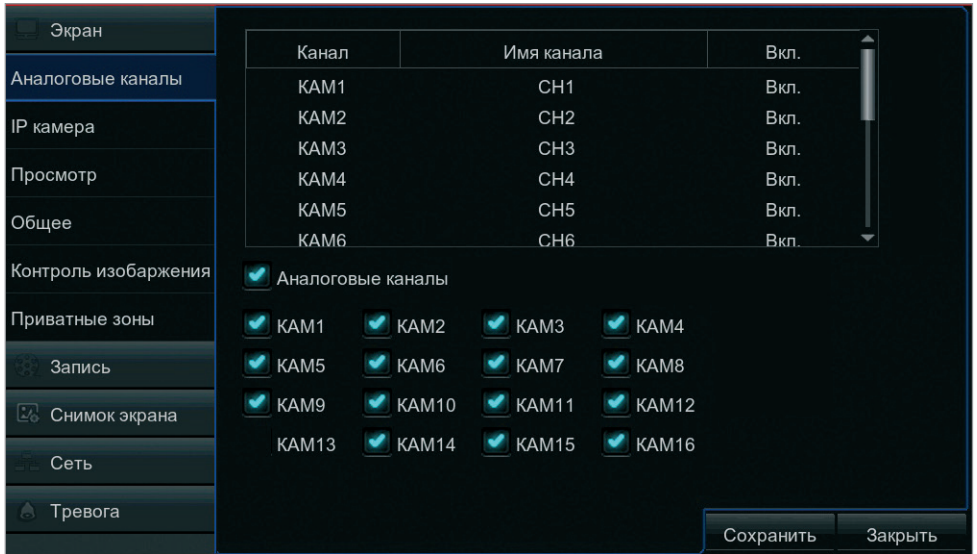 Экран
Аналоговые каналы
IP камера
Просмотр
Общее
Контроль изобаржения
Приватные зоны
Запись
Снимок экрана
Сеть
Тревога
Канал Имя канала Вкл.
КАМ1 CH1 Вкл.
КАМ2 CH2 Вкл.
КАМ3 CH3 Вкл.
КАМ4 CH4 Вкл.
КАМ5 CH5 Вкл.
КАМ6 CH6 Вкл.
Аналоговые каналы
КАМ1 КАМ2 КАМ3 КАМ4
КАМ5 КАМ6 КАМ7 КАМ8
КАМ9 КАМ10 КАМ11 КАМ12
КАМ13 КАМ14 КАМ15 КАМ16
Сохранить Закрыть